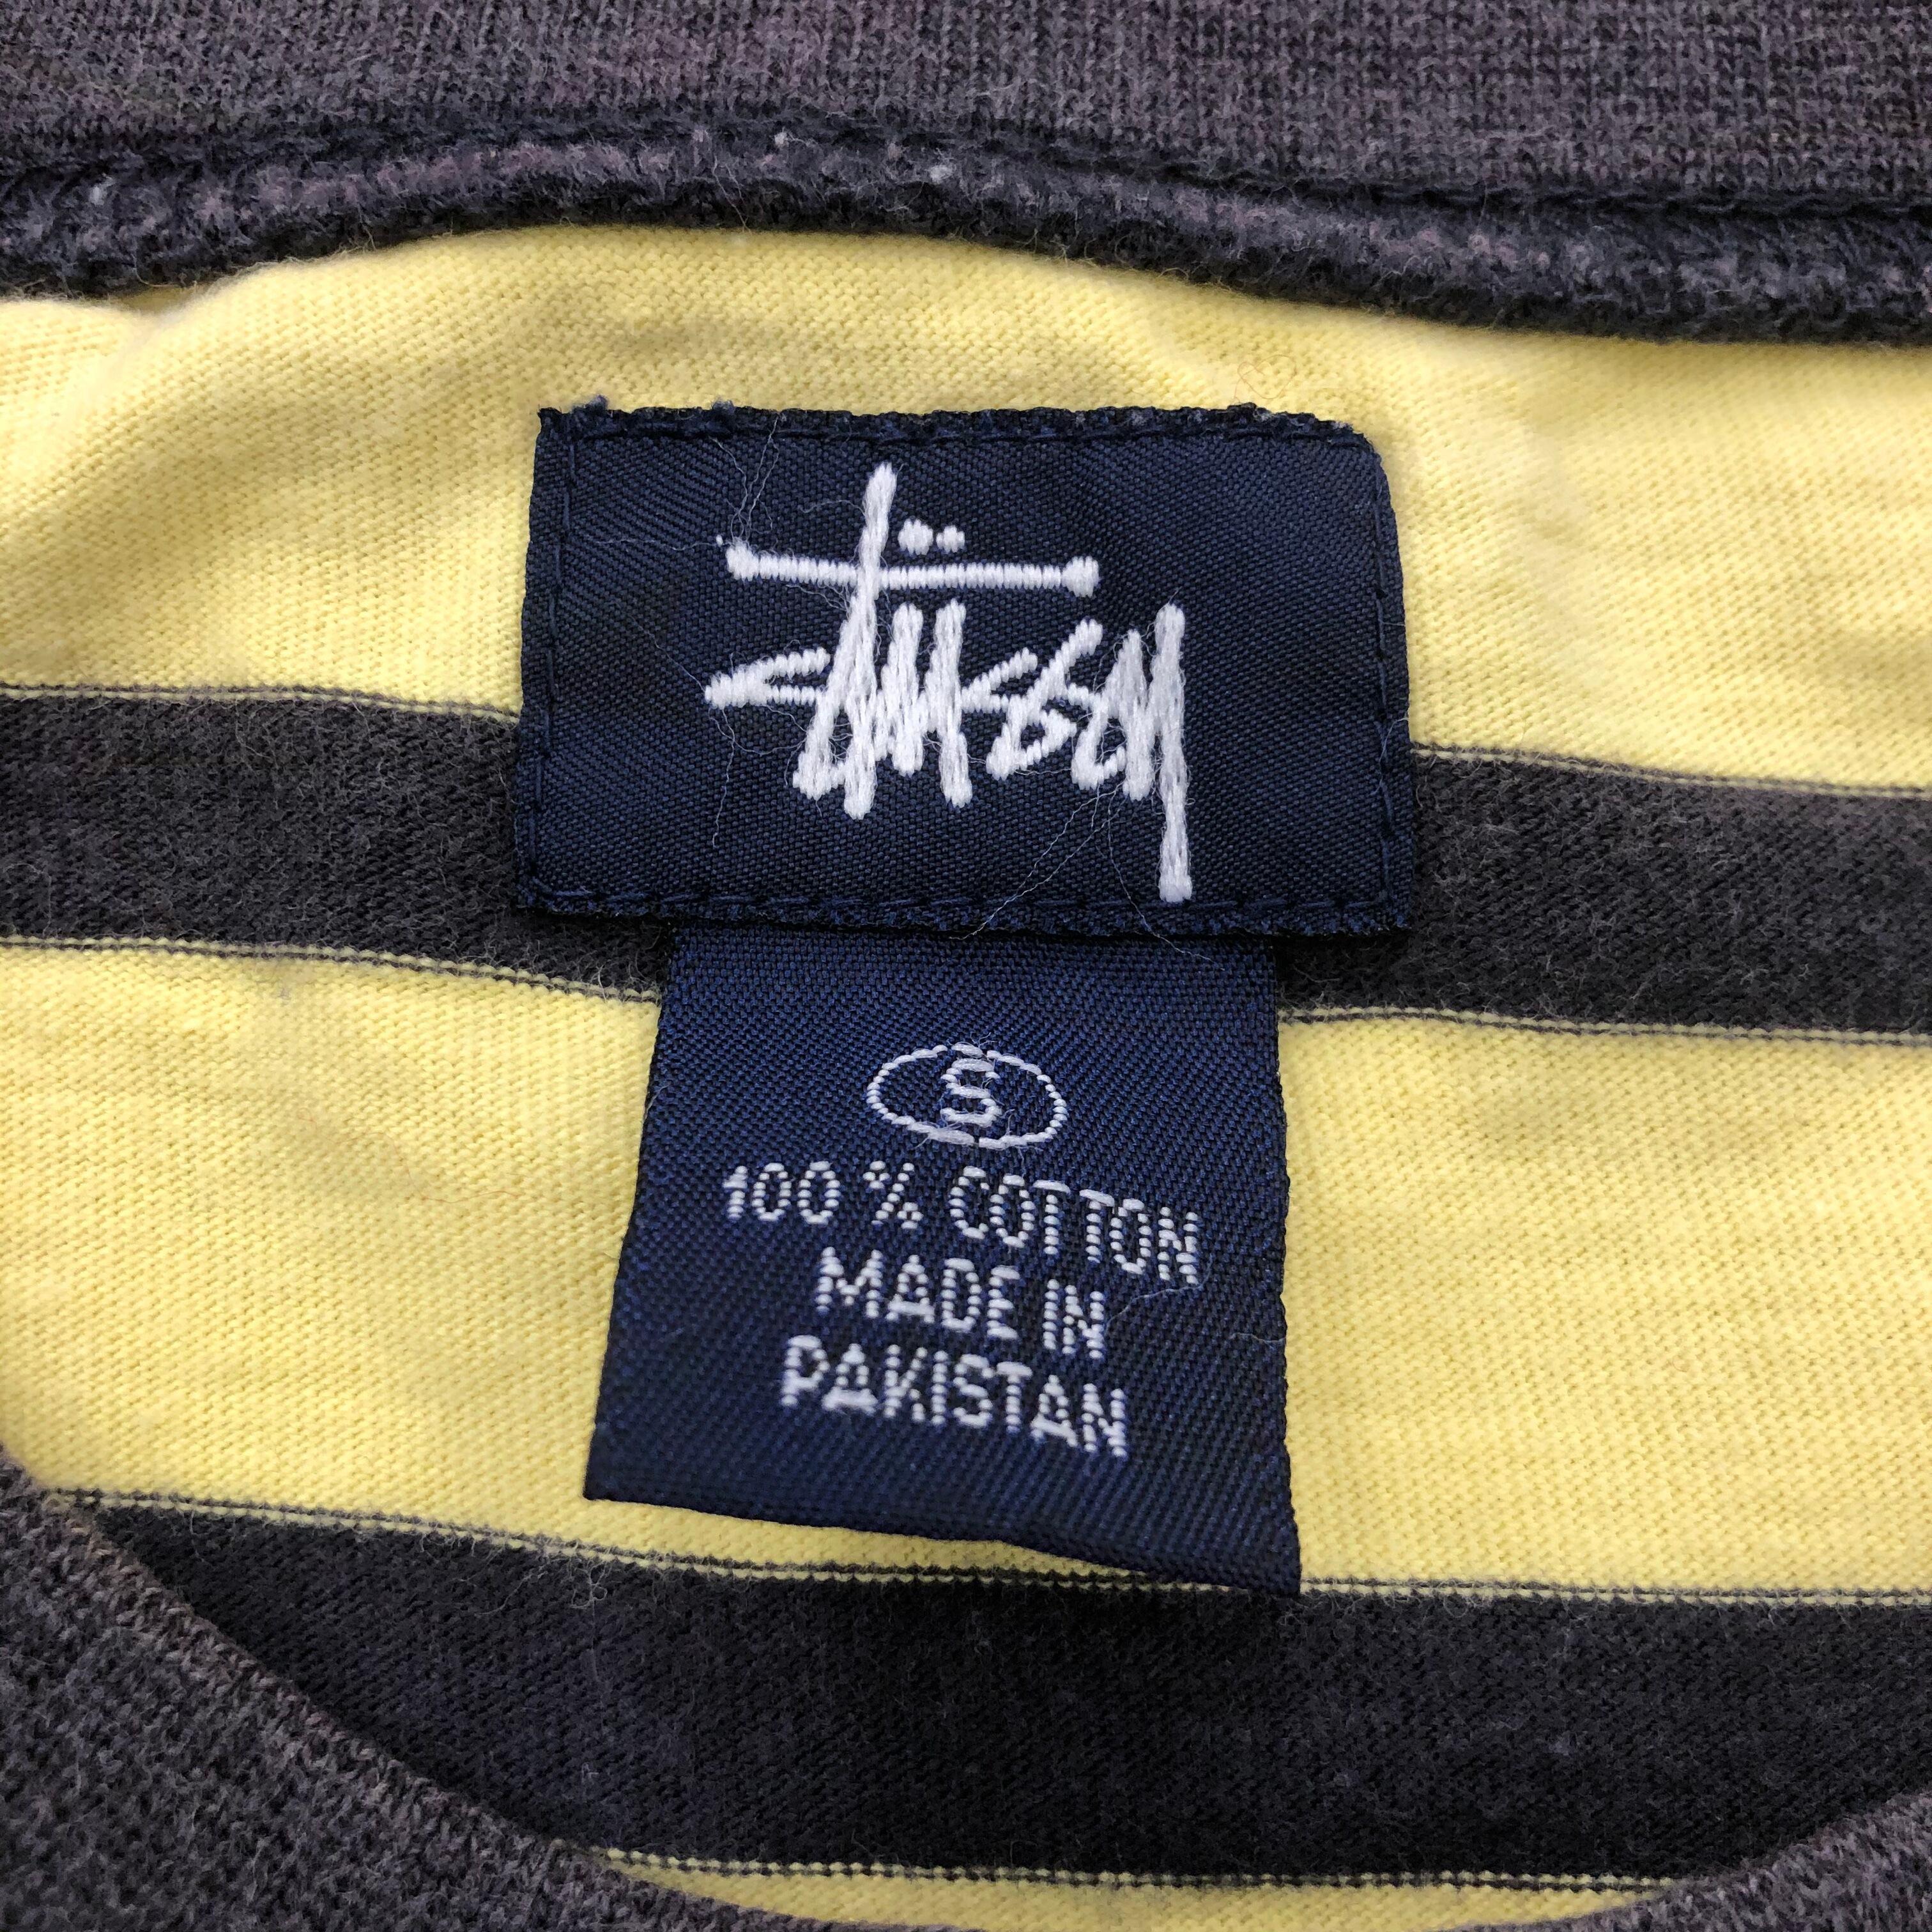 Stüssy
S
100 % COTTON
MADE IN
PAKISTAN